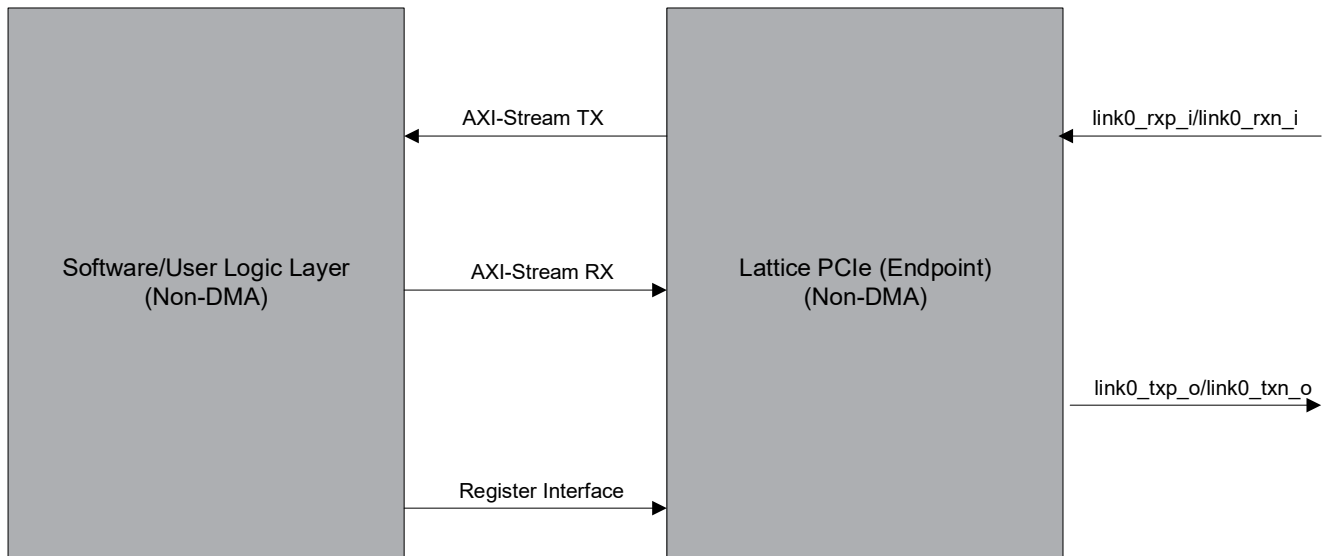 AXI-Stream TX
link0_rxp_i/link0_rxn_i
Software/User Logic Layer
(Non-DMA)
AXI-Stream RX
Lattice PCIe (Endpoint)
(Non-DMA)
link0_txp_o/link0_txn_o
Register Interface